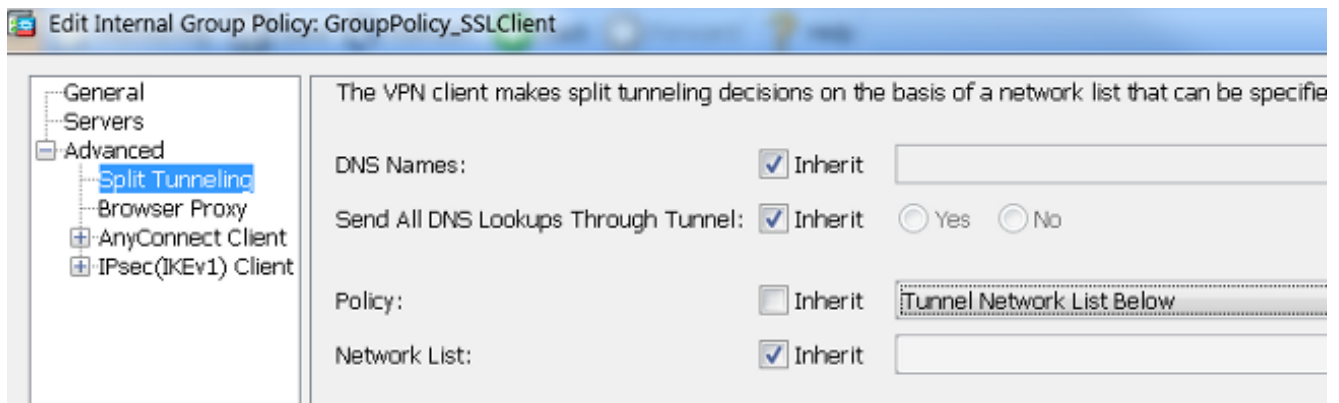 Edit Internal Group Policy: GroupPolicy_SSLClient
General
Servers
Advanced
Split Tunneling
Browser Proxy
AnyConnect Client
IPsec(IKEv1) Client
The VPN client makes split tunneling decisions on the basis of a network list that can be specifie
DNS Names: Inherit
Send All DNS Lookups Through Tunnel: Inherit Yes No
Policy: Inherit Tunnel Network List Below
Network List: Inherit